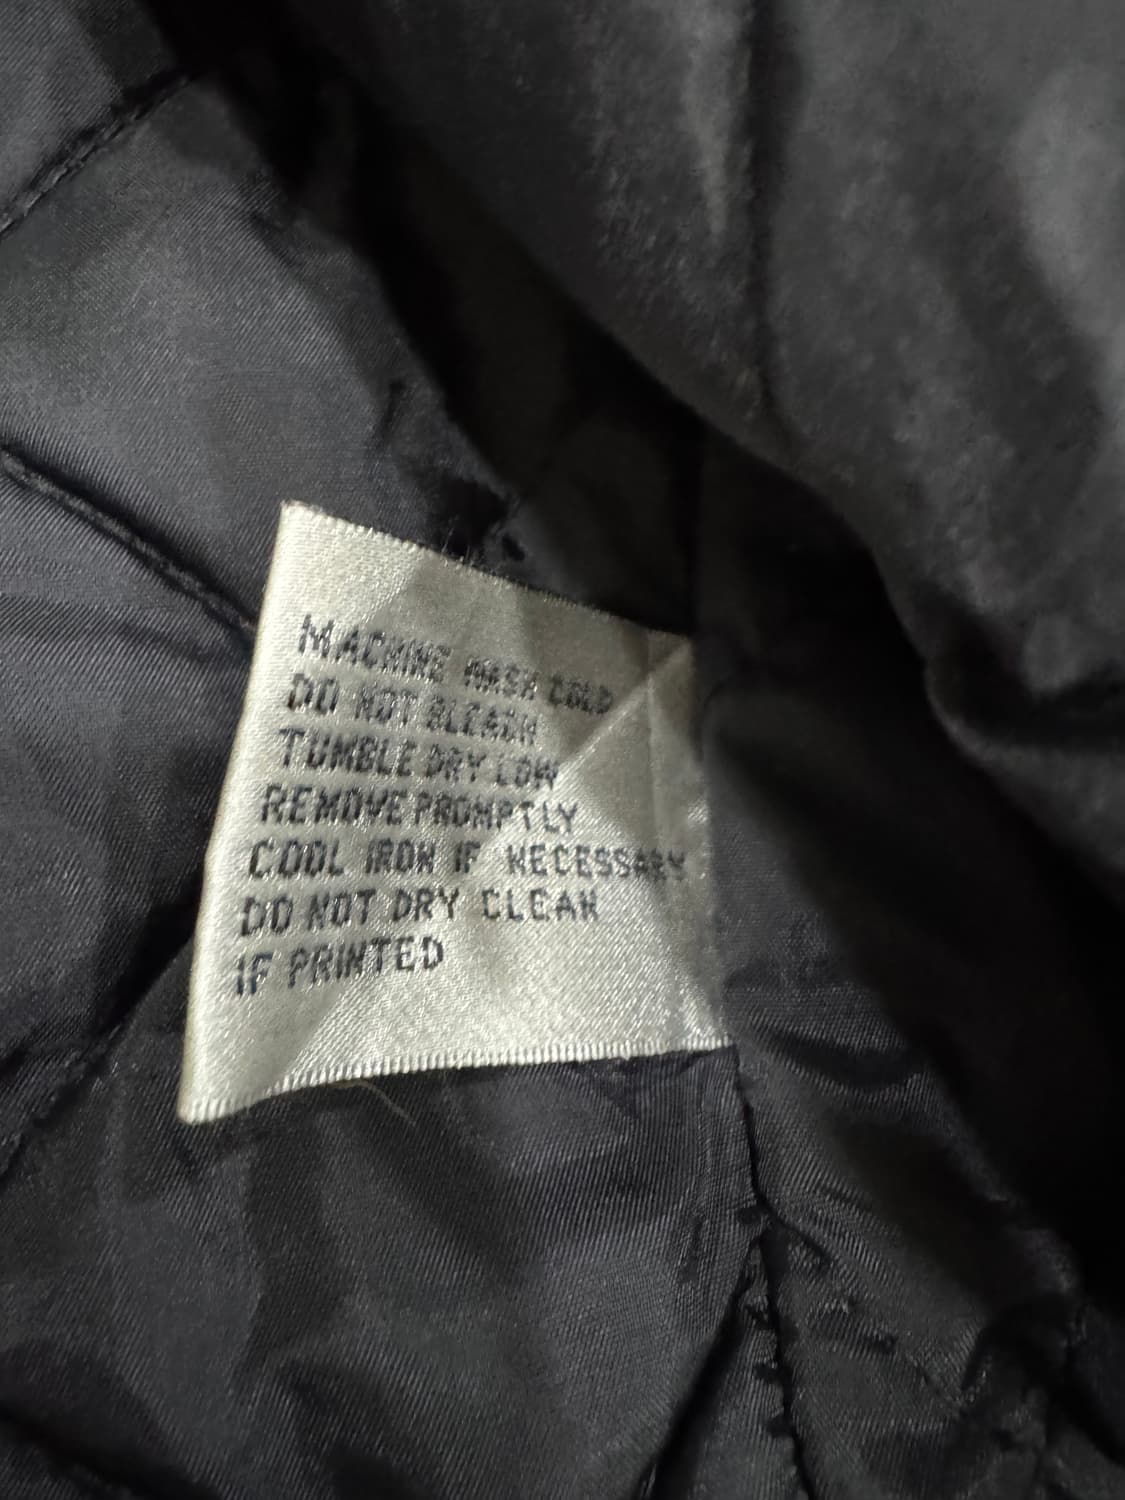 MACHINE WASH COLD
DO NOT BLEACH
TUMBLE DRY LOW
REMOVE PROMPTLY
COOL IRON IF NECESSARY
DO NOT DRY CLEAN
IF PRINTED